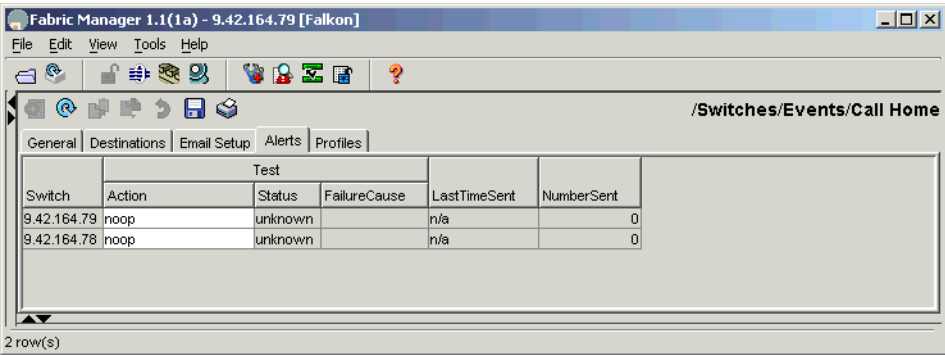 Fabric Manager 1.1(1a) - 9.42.164.79 [Falkon]
File Edit View Tools Help
/Switches/Events/Call Home
General Destinations Email Setup Alerts Profiles
Test
Switch Action Status FailureCause LastTimeSent NumberSent
9.42.164.79 noop unknown n/a 0
9.42.164.78 noop unknown n/a 0
2 row(s)